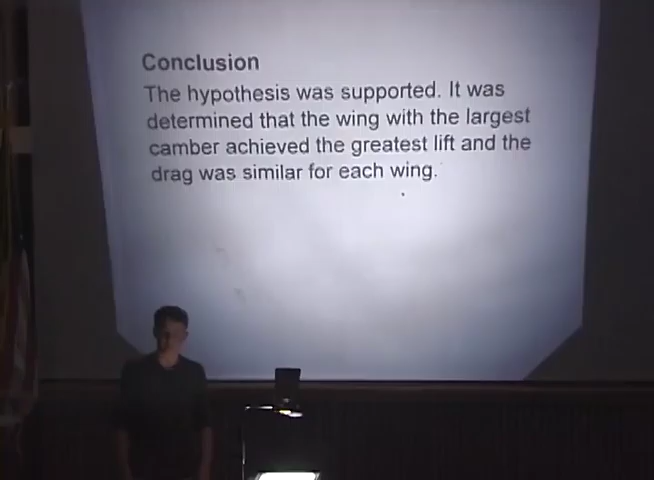 Conclusion
The hypothesis was supported. It was
determined that the wing with the largest
camber achieved the greatest lift and the
drag was similar for each wing.